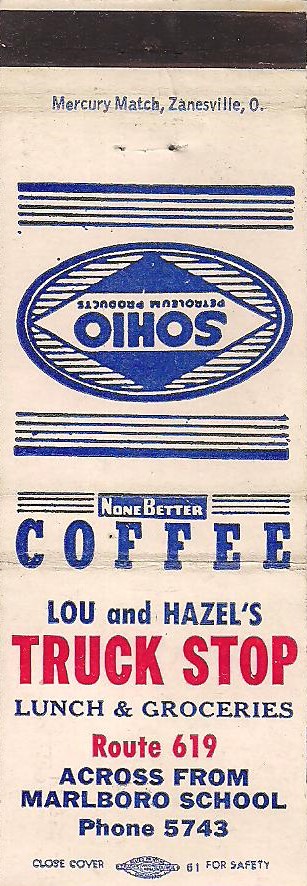 Mercury Match, Zanesville, O.
SOHIO
PETROLEUM PRODUCTS
NONE BETTER
COFFEE
LOU and HAZEL'S
TRUCK STOP
LUNCH & GROCERIES
Route 619
ACROSS FROM
MARLBORO SCHOOL
Phone 5743
CLOSE COVER 61 FOR SAFETY